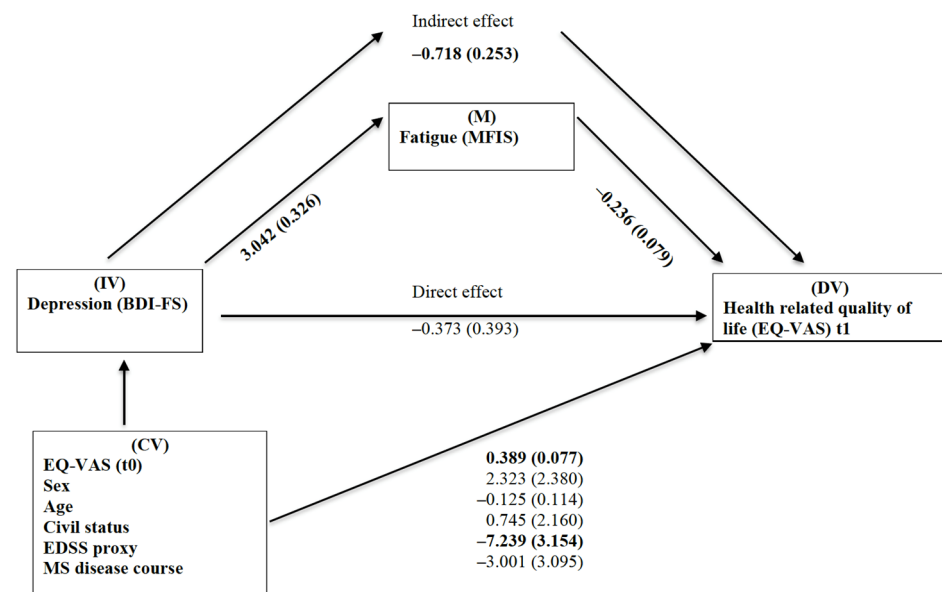 Indirect effect
–0.718 (0.253)
(M)
Fatigue (MFIS)
3.042 (0.326)
–0.236 (0.079)
(IV)
Depression (BDI-FS)
Direct effect
–0.373 (0.393)
(DV)
Health related quality of
life (EQ-VAS) t1
(CV)
EQ-VAS (t0)
Sex
Age
Civil status
EDSS proxy
MS disease course
0.389 (0.077)
2.323 (2.380)
–0.125 (0.114)
0.745 (2.160)
–7.239 (3.154)
–3.001 (3.095)